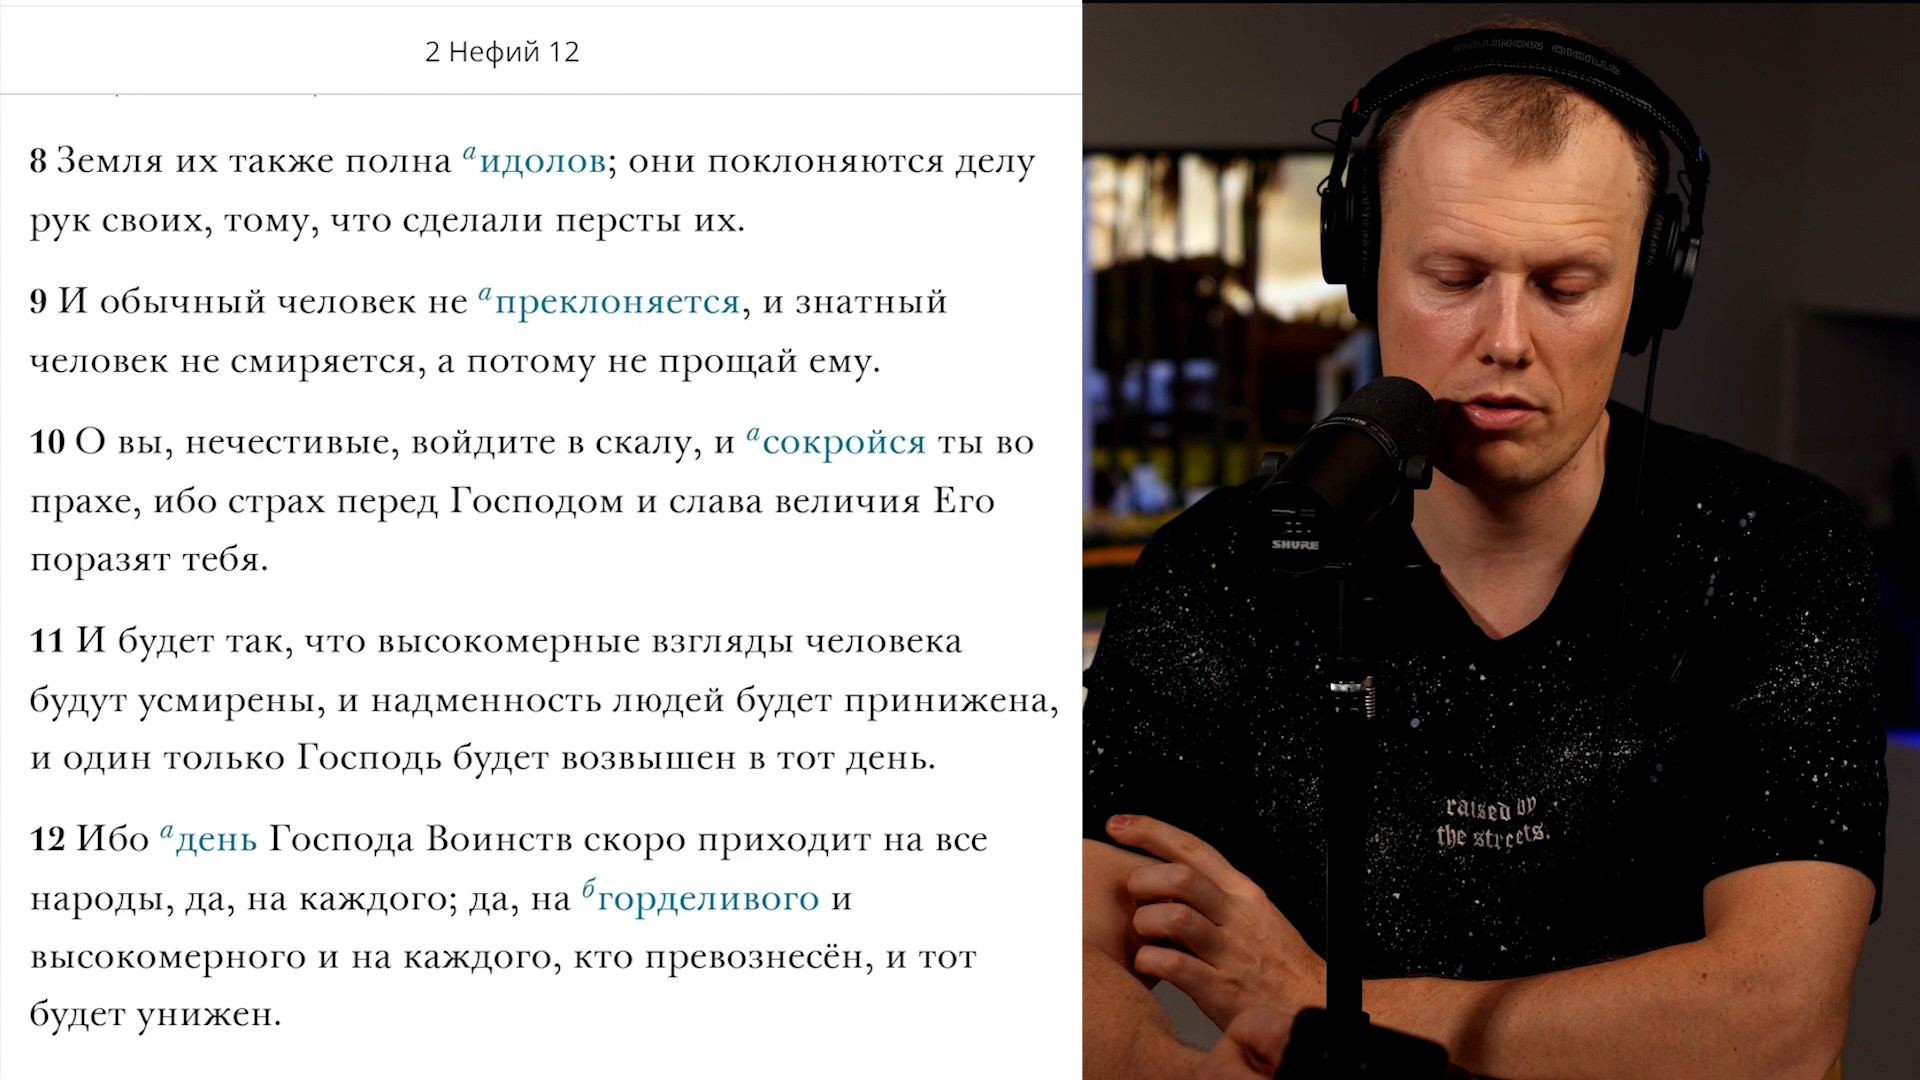 2 Нефий 12
8 Земля их также полна ᵃидолов; они поклоняются делу
рук своих, тому, что сделали персты их.
9 И обычный человек не ᵃпреклоняется, и знатный
человек не смиряется, а потому не прощай ему.
10 О вы, нечестивые, войдите в скалу, и ᵃсокройся ты во
прахе, ибо страх перед Господом и слава величия Его
поразят тебя.
11 И будет так, что высокомерные взгляды человека
будут усмирены, и надменность людей будет принижена,
и один только Господь будет возвышен в тот день.
12 Ибо ᵃдень Господа Воинств скоро приходит на все
народы, да, на каждого; да, на ᵇгорделивого и
высокомерного и на каждого, кто превознесён, и тот
будет унижен.
STUDIO MONITOR
SHURE
raised by
the streets.